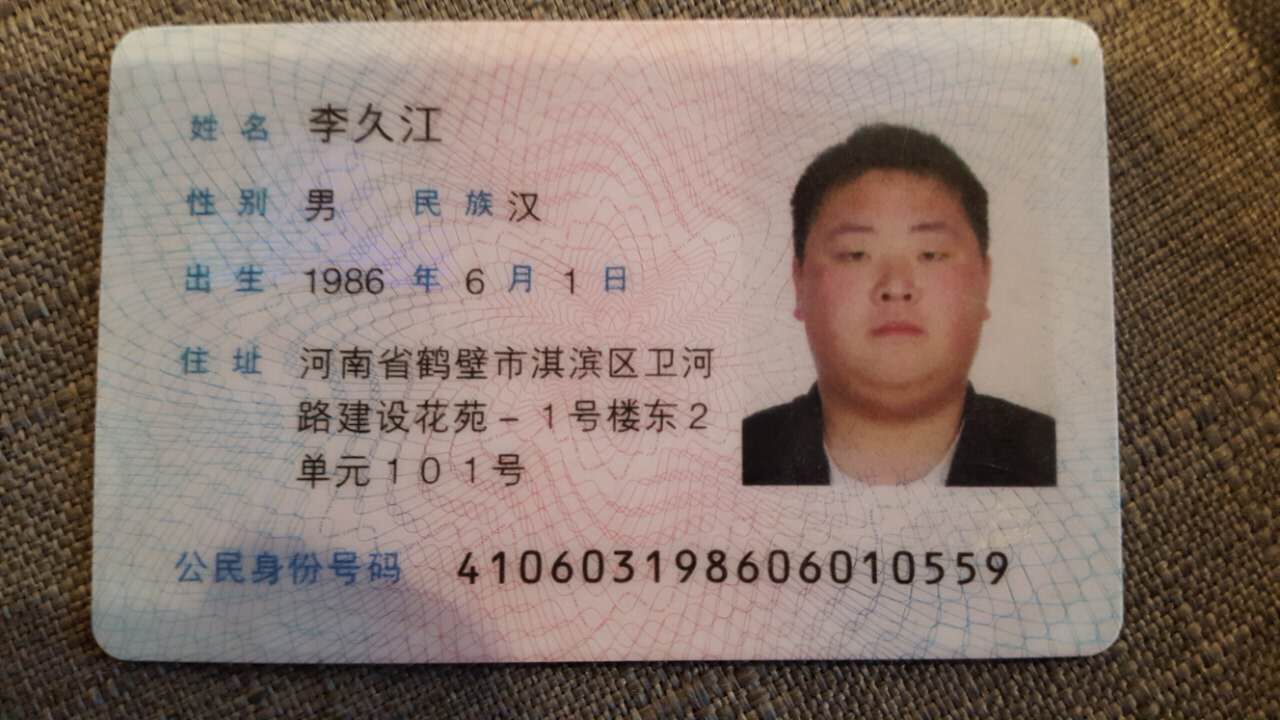 姓名 李久江
性别 男 民族 汉
出生 1986 年 6 月 1 日
住址 河南省鹤壁市淇滨区卫河
路建设花苑－１号楼东２
单元１０１号
公民身份号码 410603198606010559